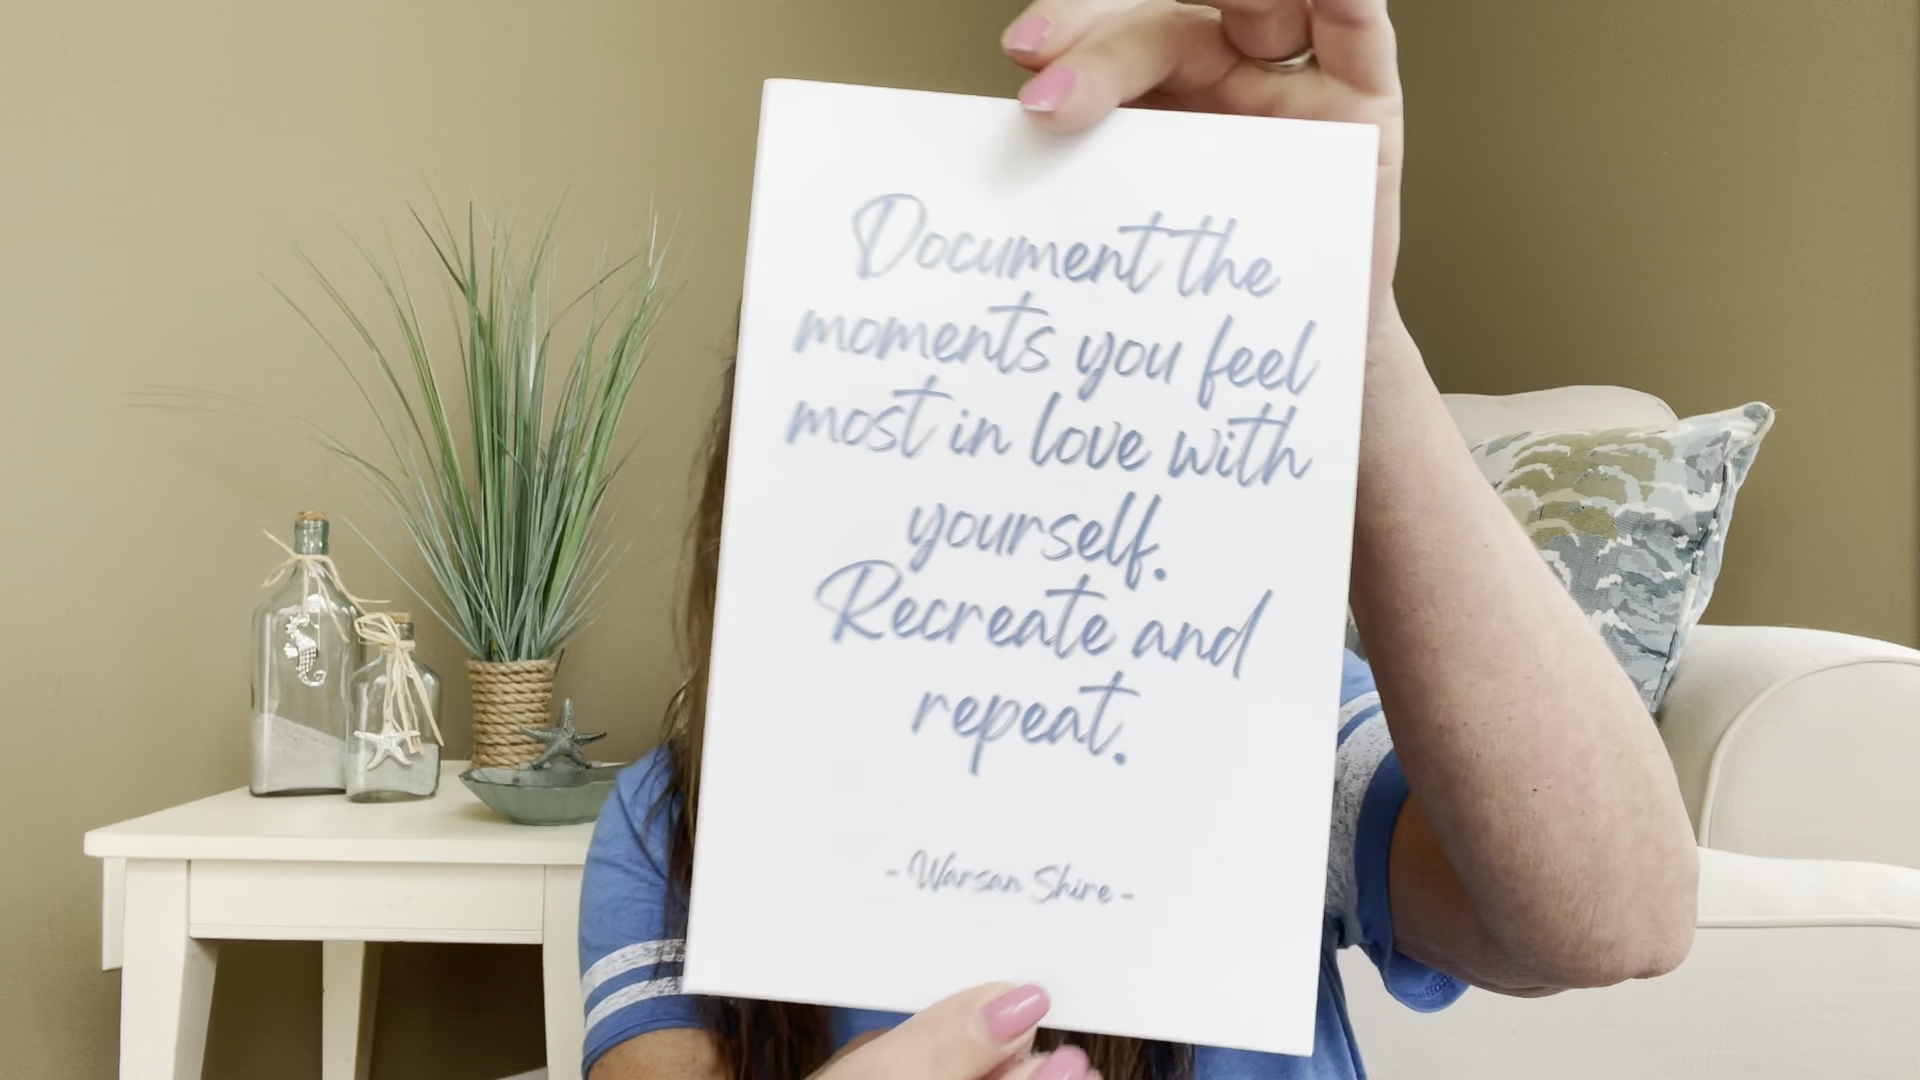 Document the
moments you feel
most in love with
yourself.
Recreate and
repeat.
- Warsan Shire -